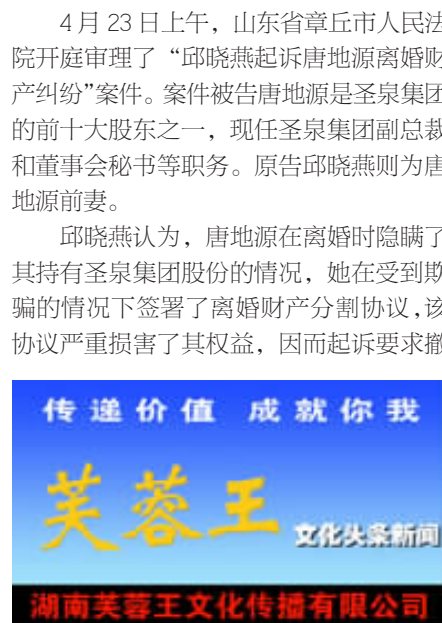 4月23日上午，山东省章丘市人民法
院开庭审理了“邱晓燕起诉唐地源离婚财
产纠纷”案件。案件被告唐地源是圣泉集团
的前十大股东之一，现任圣泉集团副总裁
和董事会秘书等职务。原告邱晓燕则为唐
地源前妻。
邱晓燕认为，唐地源在离婚时隐瞒了
其持有圣泉集团股份的情况，她在受到欺
骗的情况下签署了离婚财产分割协议，该
协议严重损害了其权益，因而起诉要求撤
传递价值 成就你我
芙蓉王
文化头条新闻
湖南芙蓉王文化传播有限公司